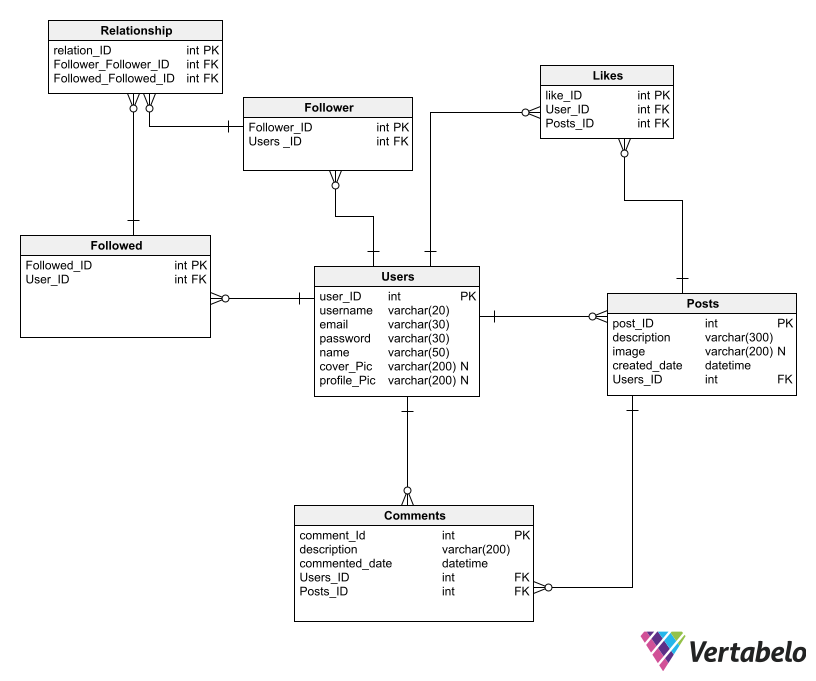 Relationship
relation_ID int PK
Follower_Follower_ID int FK
Followed_Followed_ID int FK
Follower
Follower_ID int PK
Users _ID int FK
Likes
like_ID int PK
User_ID int FK
Posts_ID int FK
Followed
Followed_ID int PK
User_ID int FK
Users
user_ID int PK
username varchar(20)
email varchar(30)
password varchar(30)
name varchar(50)
cover_Pic varchar(200) N
profile_Pic varchar(200) N
Posts
post_ID int PK
description varchar(300)
image varchar(200) N
created_date datetime
Users_ID int FK
Comments
comment_Id int PK
description varchar(200)
commented_date datetime
Users_ID int FK
Posts_ID int FK
Vertabelo